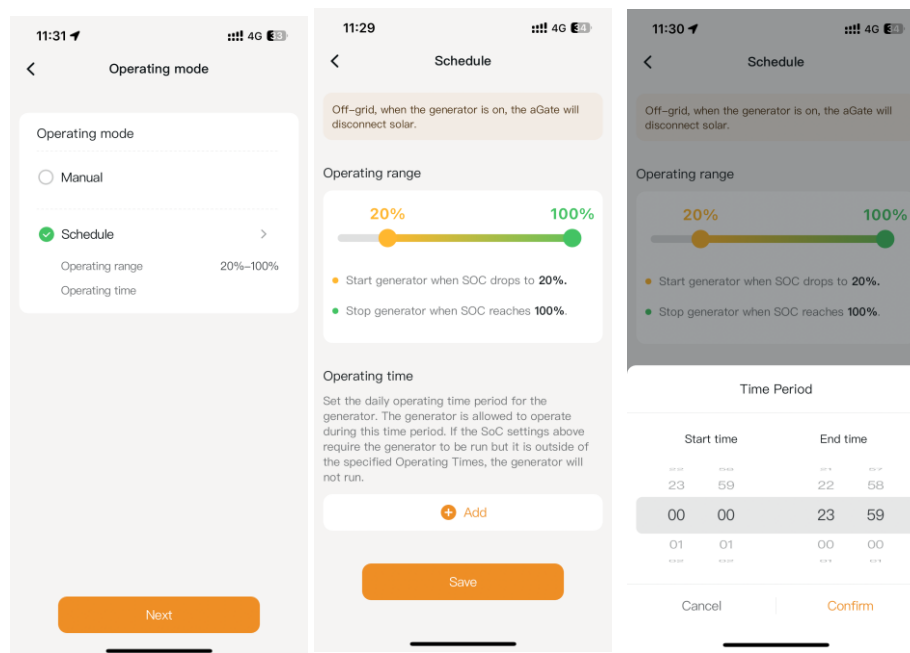 11:31
4G 33
Operating mode
Operating mode
Manual
Schedule
Operating range 20%–100%
Operating time
Next
11:29
4G 34
Schedule
Off-grid, when the generator is on, the aGate will
disconnect solar.
Operating range
20% 100%
Start generator when SOC drops to 20%.
Stop generator when SOC reaches 100%.
Operating time
Set the daily operating time period for the
generator. The generator is allowed to operate
during this time period. If the SoC settings above
require the generator to be run but it is outside of
the specified Operating Times, the generator will
not run.
Add
Save
11:30
4G 34
Schedule
Off-grid, when the generator is on, the aGate will
disconnect solar.
Operating range
20% 100%
Start generator when SOC drops to 20%.
Stop generator when SOC reaches 100%.
Time Period
Start time End time
23 59 22 58
00 00 23 59
01 01 00 00
Cancel Confirm